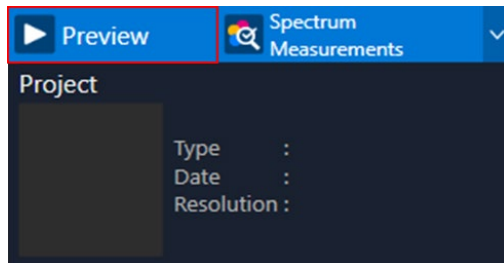 Preview
Spectrum
Measurements
Project
Type :
Date :
Resolution :